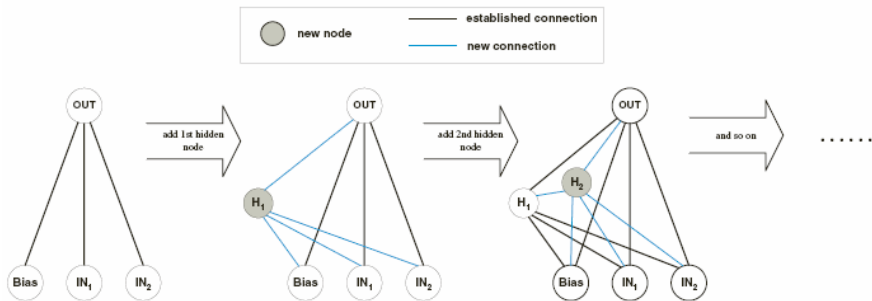 new node
established connection
new connection
OUT
add 1st hidden
node
OUT
add 2nd hidden
node
OUT
and so on
......
H₁
H₁
H₂
Bias
IN₁
IN₂
Bias
IN₁
IN₂
Bias
IN₁
IN₂